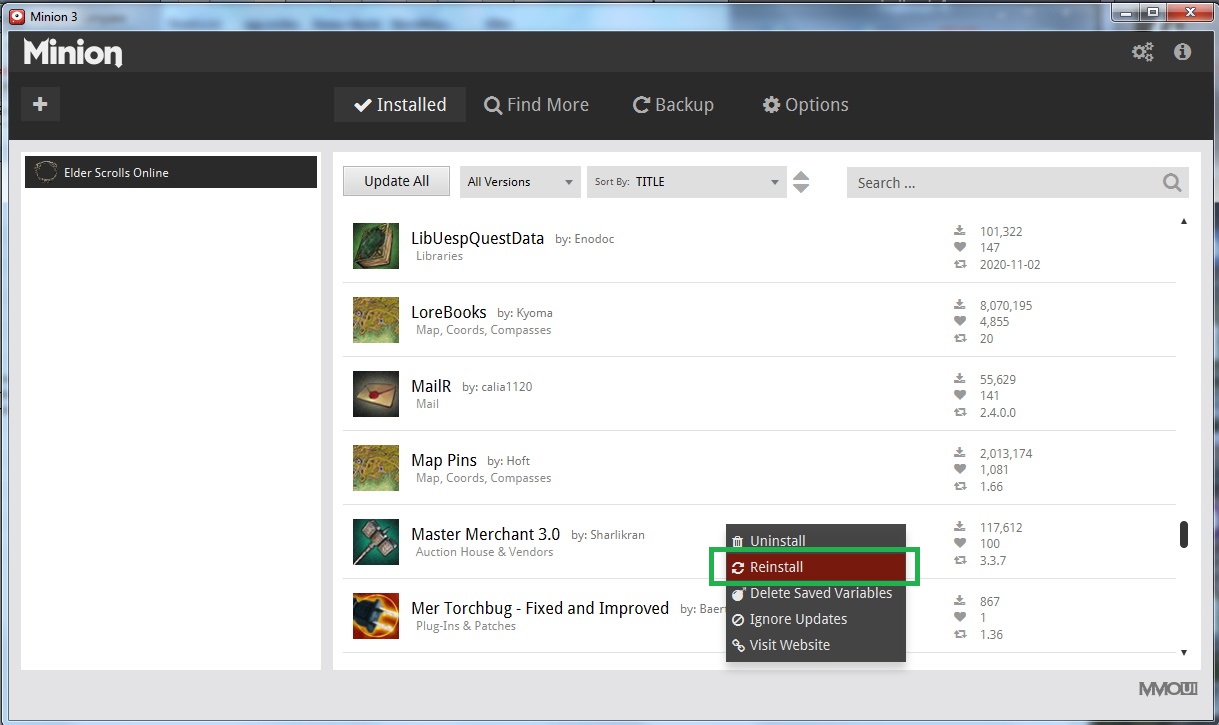 Minion 3
Minion
Installed
Find More
Backup
Options
Elder Scrolls Online
Update All
All Versions
Sort By: TITLE
Search ...
LibUespQuestData by: Enodoc
Libraries
101,322
147
2020-11-02
LoreBooks by: Kyoma
Map, Coords, Compasses
8,070,195
4,855
20
MailR by: calia1120
Mail
55,629
141
2.4.0.0
Map Pins by: Hoft
Map, Coords, Compasses
2,013,174
1,081
1.66
Master Merchant 3.0 by: Sharlikran
Auction House & Vendors
117,612
100
3.3.7
Mer Torchbug - Fixed and Improved by: Baert
Plug-Ins & Patches
867
1
1.36
Uninstall
Reinstall
Delete Saved Variables
Ignore Updates
Visit Website
MMOUI